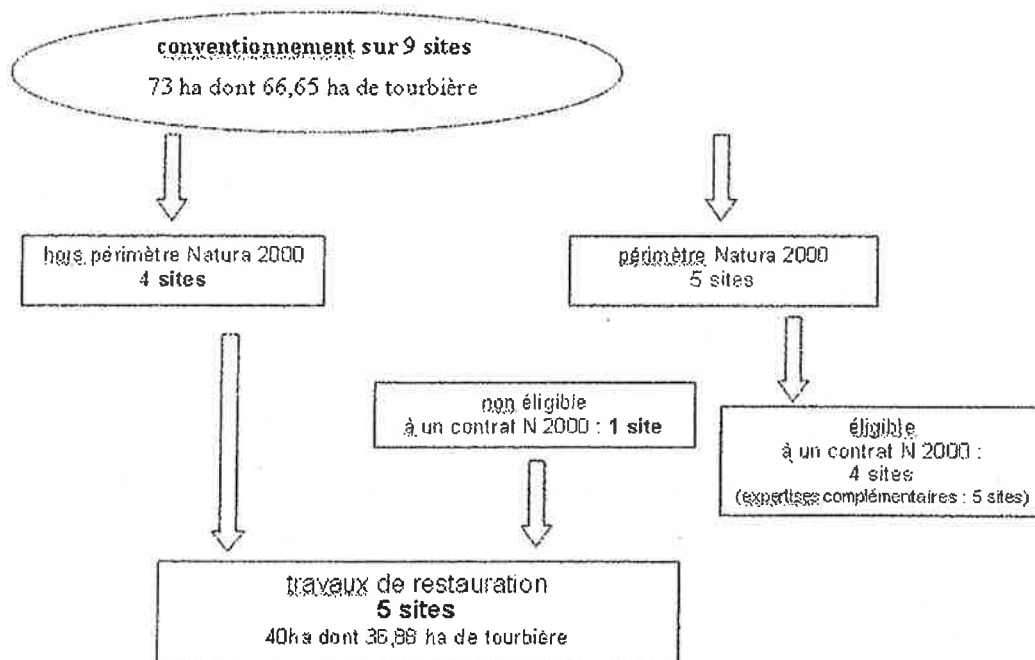 conventionnement sur 9 sites
73 ha dont 66,65 ha de tourbière
hors périmètre Natura 2000
4 sites
périmètre Natura 2000
5 sites
non éligible
à un contrat N 2000 : 1 site
éligible
à un contrat N 2000 :
4 sites
(expertises complémentaires : 5 sites)
travaux de restauration
5 sites
40ha dont 36,88 ha de tourbière